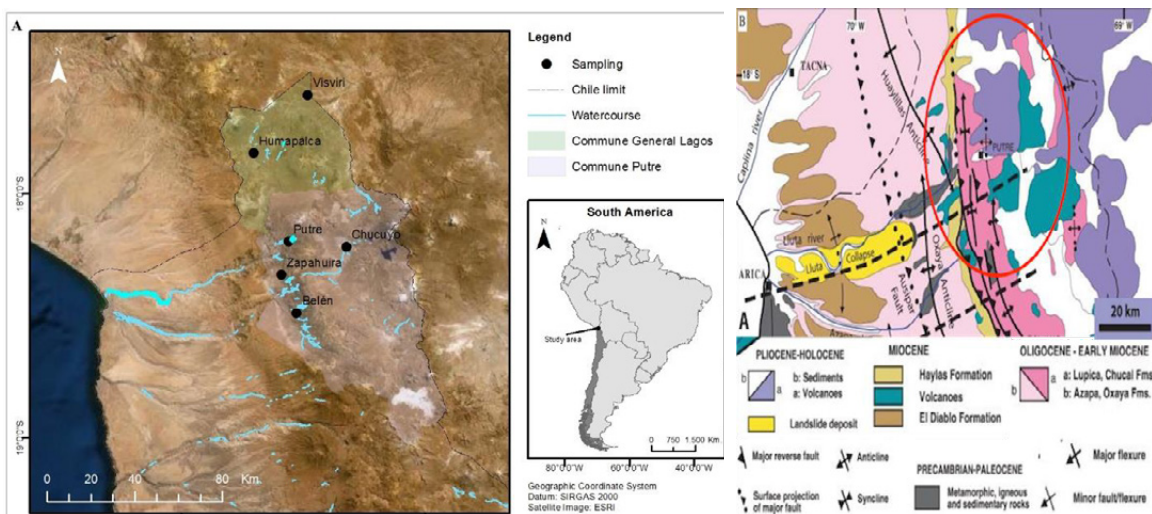 A
N
Visviri
Humapalca
Putre
Chucuyo
Zapahuira
Belén
18°00'S
19°00'S
0 20 40 60 80 Km.
Legend
Sampling
Chile limit
Watercourse
Commune General Lagos
Commune Putre
South America
N
Study area
0 750 1.500 Km.
80°0'0"W 60°0'0"W 40°0'0"W
Geographic Coordinate System
Datum: SIRGAS 2000
Satellite Image: ESRI
B
70° W
69° W
18° S
TACNA
Caplina river
Huaylillas Anticline
PUTRE
Lluta river
Lluta
Collapse
ARICA
Ausipar Fault
Oxaya Anticline
A
20 km
PLIOCENE-HOLOCENE
b
a
b: Sediments
a: Volcanoes
Landslide deposit
MIOCENE
Haylas Formation
Volcanoes
El Diablo Formation
OLIGOCENE - EARLY MIOCENE
b
a
a: Lupica, Chucal Fms
b: Azapa, Oxaya Fms.
Major reverse fault
Anticline
Surface projection
of major fault
Syncline
PRECAMBRIAN-PALEOCENE
Metamorphic, igneous
and sedimentary rocks
Major flexure
Minor fault/flexure